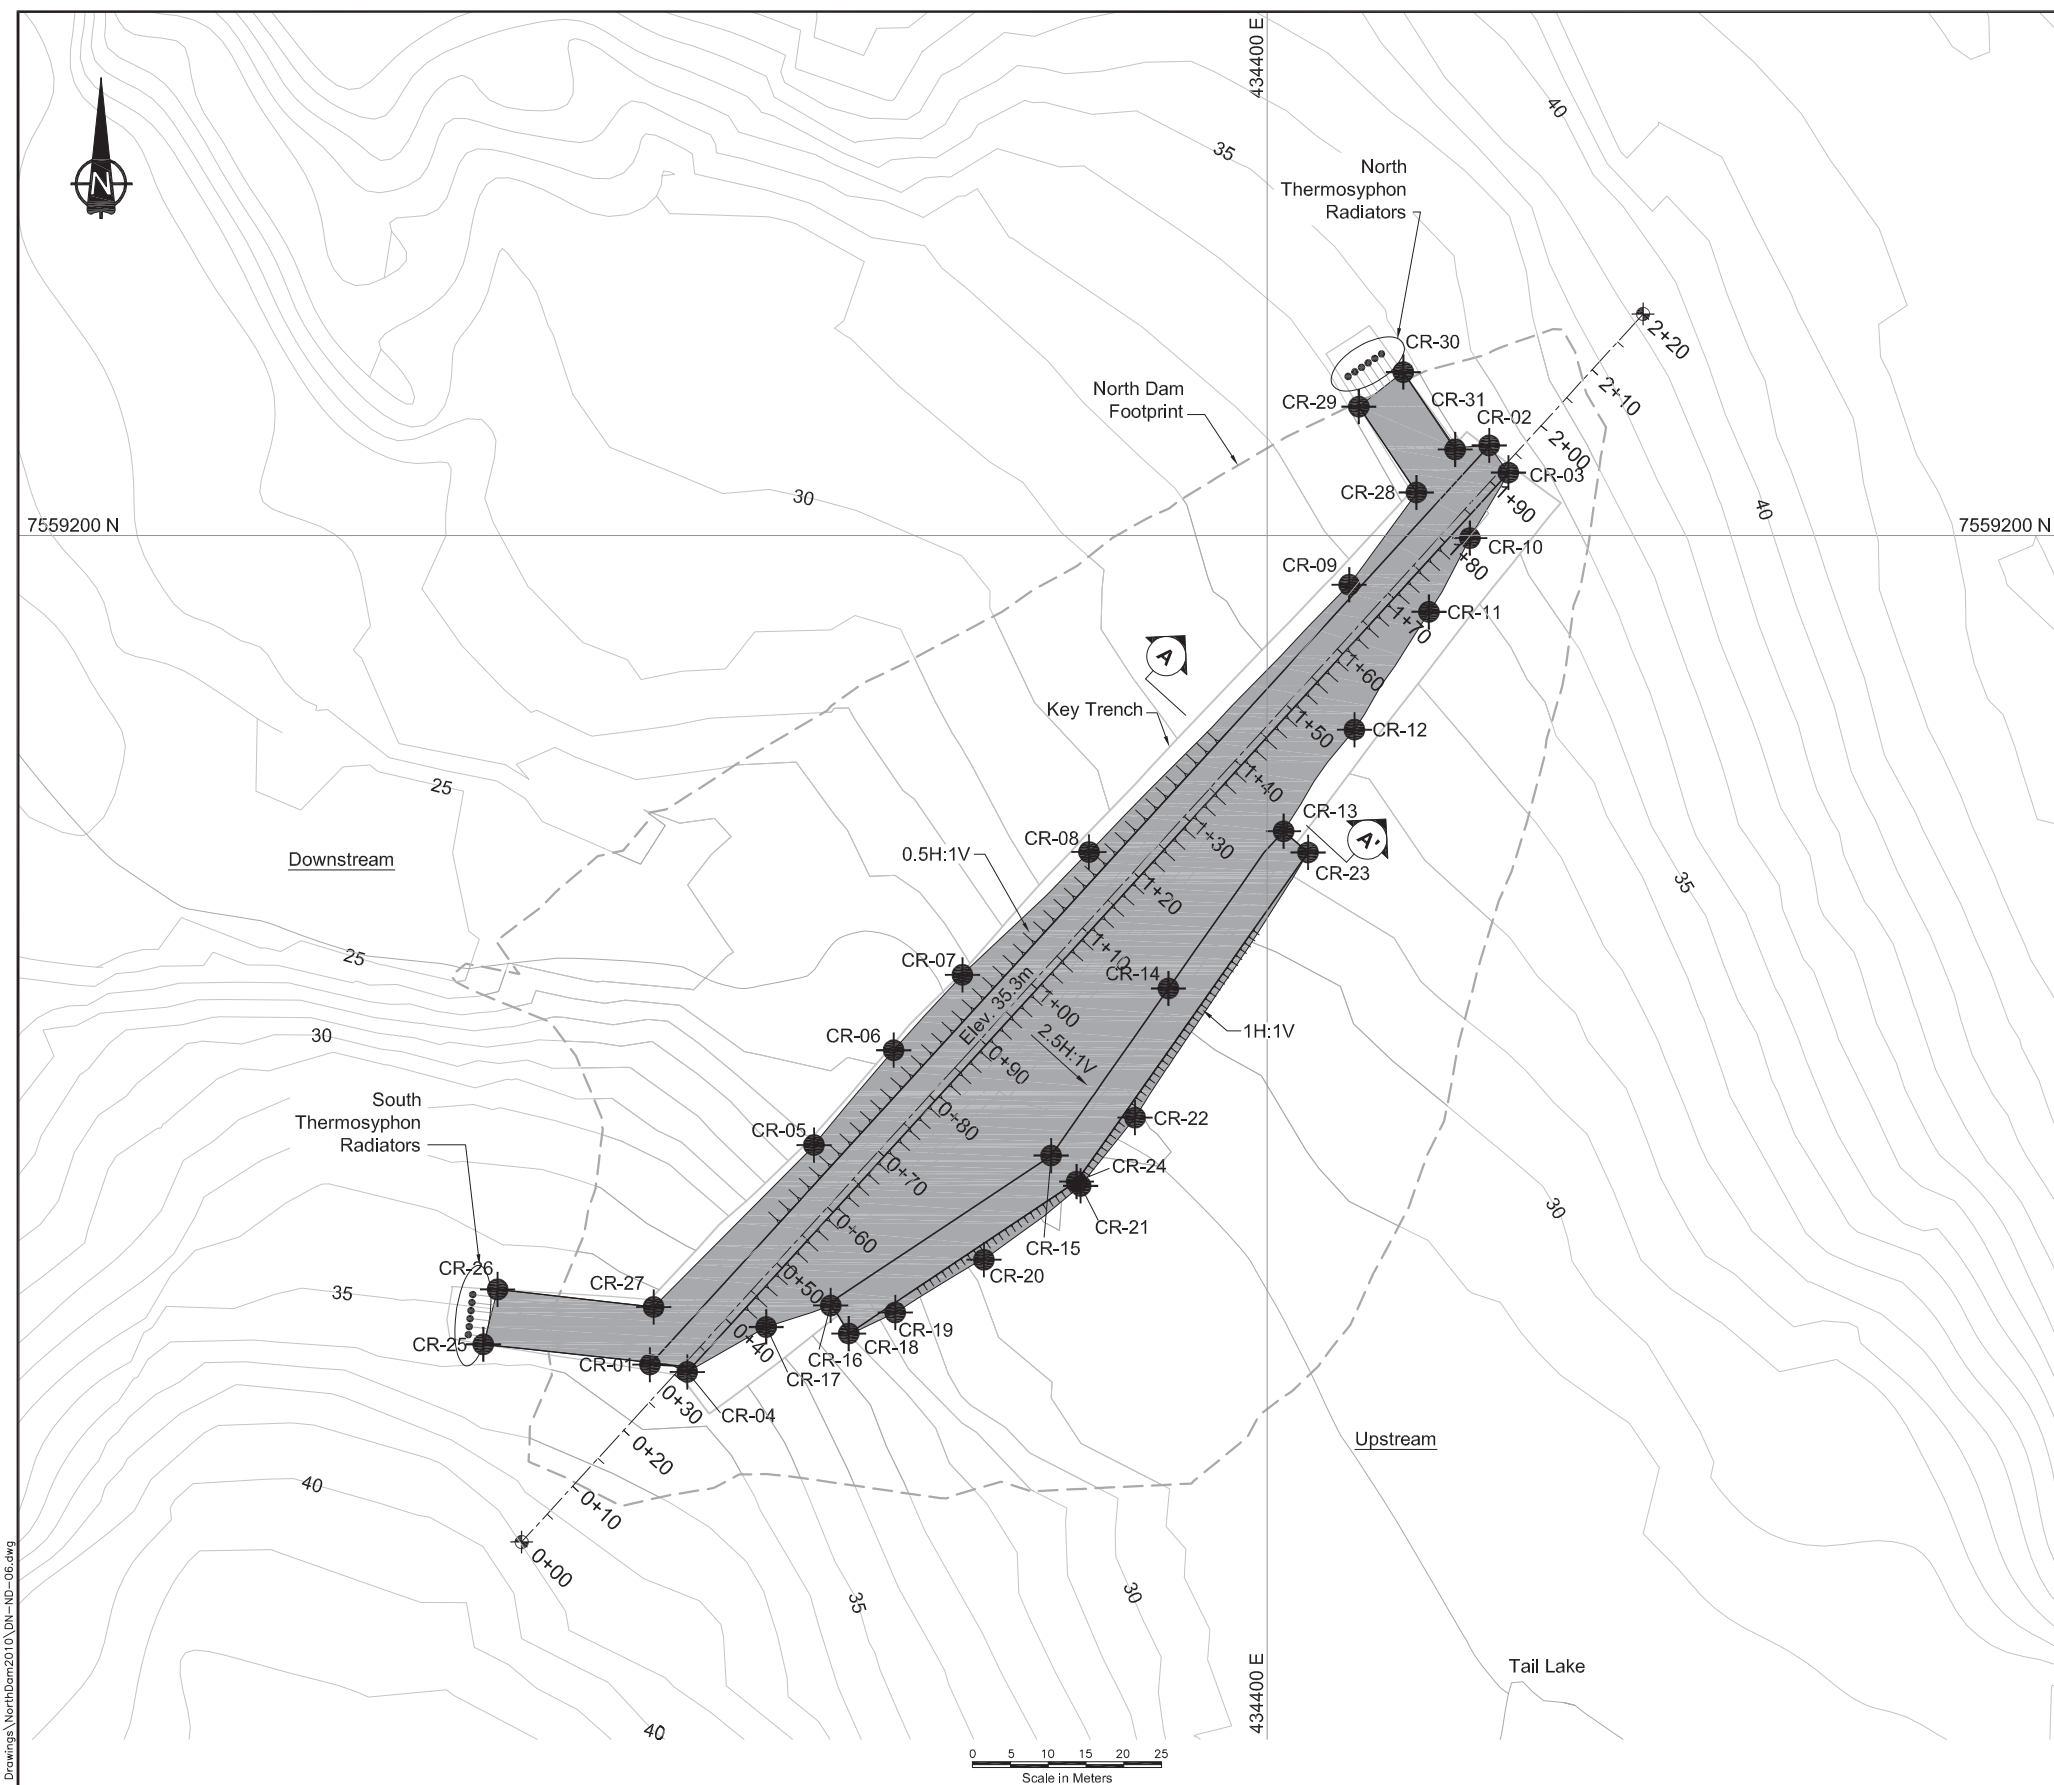 434400 E
N
40
35
North
Thermosyphon
Radiators
2+20
CR-30
2+10
North Dam
Footprint
CR-29
CR-31
CR-02
2+00
30
CR-28
CR-03
1+90
40
7559200 N
7559200 N
CR-10
+80
CR-09
CR-11
1+70
A
1+60
Key Trench
CR-12
1+50
25
1+40
CR-13
A'
CR-08
1+30
0.5H:1V
Downstream
CR-23
35
1+20
25
CR-07
1+10
CR-14
Elev. 35.3m
1+00
30
CR-06
2.5H:1V
1H:1V
0+90
South
Thermosyphon
Radiators
0+80
CR-22
CR-05
CR-24
0+70
30
CR-21
0+60
CR-15
CR-26
CR-27
0+50
CR-20
35
CR-25
CR-19
0+40
CR-18
CR-16
CR-01
CR-17
0+30
CR-04
0+20
Upstream
40
0+10
0+00
35
30
Tail Lake
434400 E
40
0 5 10 15 20 25
Scale in Meters
Drawings\NorthDam2010\DN-ND-06.dwg